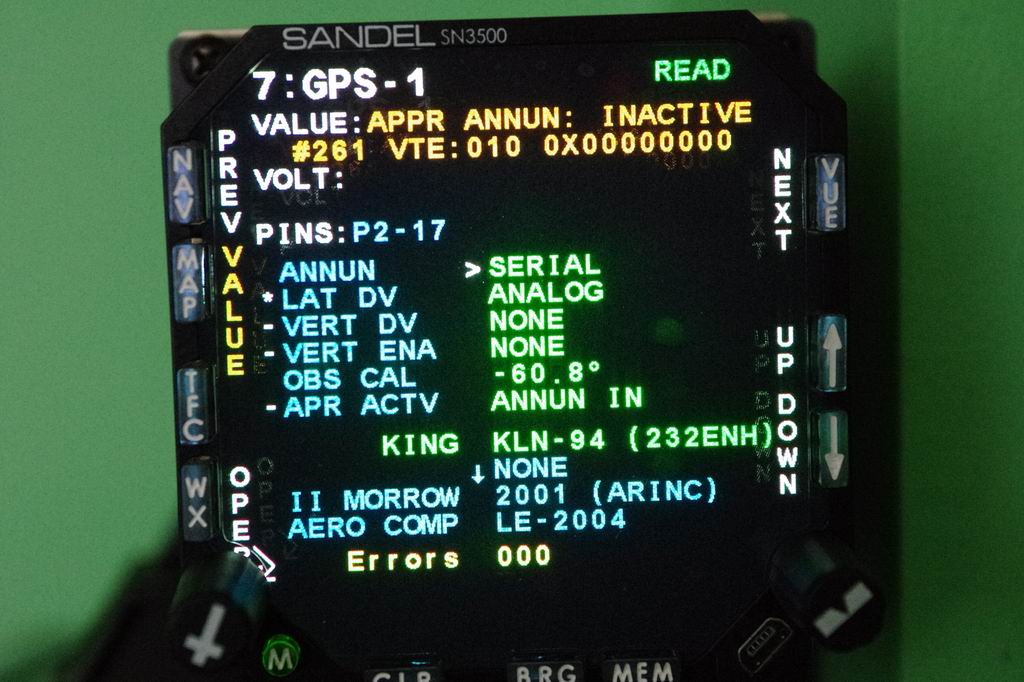 SANDEL SN3500
7:GPS-1 READ
VALUE:APPR ANNUN: INACTIVE
#261 VTE:010 0X00000000
VOLT:
PINS:P2-17
ANNUN >SERIAL
*LAT DV ANALOG
-VERT DV NONE
-VERT ENA NONE
OBS CAL -60.8°
-APR ACTV ANNUN IN
KING KLN-94 (232ENH)
↓NONE
II MORROW 2001 (ARINC)
AERO COMP LE-2004
Errors 000
PREV VALUE
OPER
NEXT
UP DOWN
NAV
MAP
TFC
WX
VUE
M
CLR BRG MEM